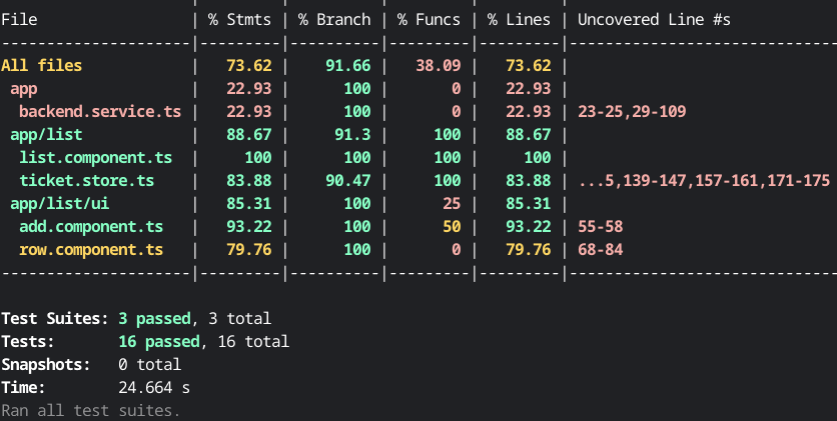 File | % Stmts | % Branch | % Funcs | % Lines | Uncovered Line #s
--------------------|---------|----------|---------|---------|-----------------------------
All files | 73.62 | 91.66 | 38.09 | 73.62 |
app | 22.93 | 100 | 0 | 22.93 |
backend.service.ts | 22.93 | 100 | 0 | 22.93 | 23-25,29-109
app/list | 88.67 | 91.3 | 100 | 88.67 |
list.component.ts | 100 | 100 | 100 | 100 |
ticket.store.ts | 83.88 | 90.47 | 100 | 83.88 | ...5,139-147,157-161,171-175
app/list/ui | 85.31 | 100 | 25 | 85.31 |
add.component.ts | 93.22 | 100 | 50 | 93.22 | 55-58
row.component.ts | 79.76 | 100 | 0 | 79.76 | 68-84
--------------------|---------|----------|---------|---------|-----------------------------
Test Suites: 3 passed, 3 total
Tests: 16 passed, 16 total
Snapshots: 0 total
Time: 24.664 s
Ran all test suites.